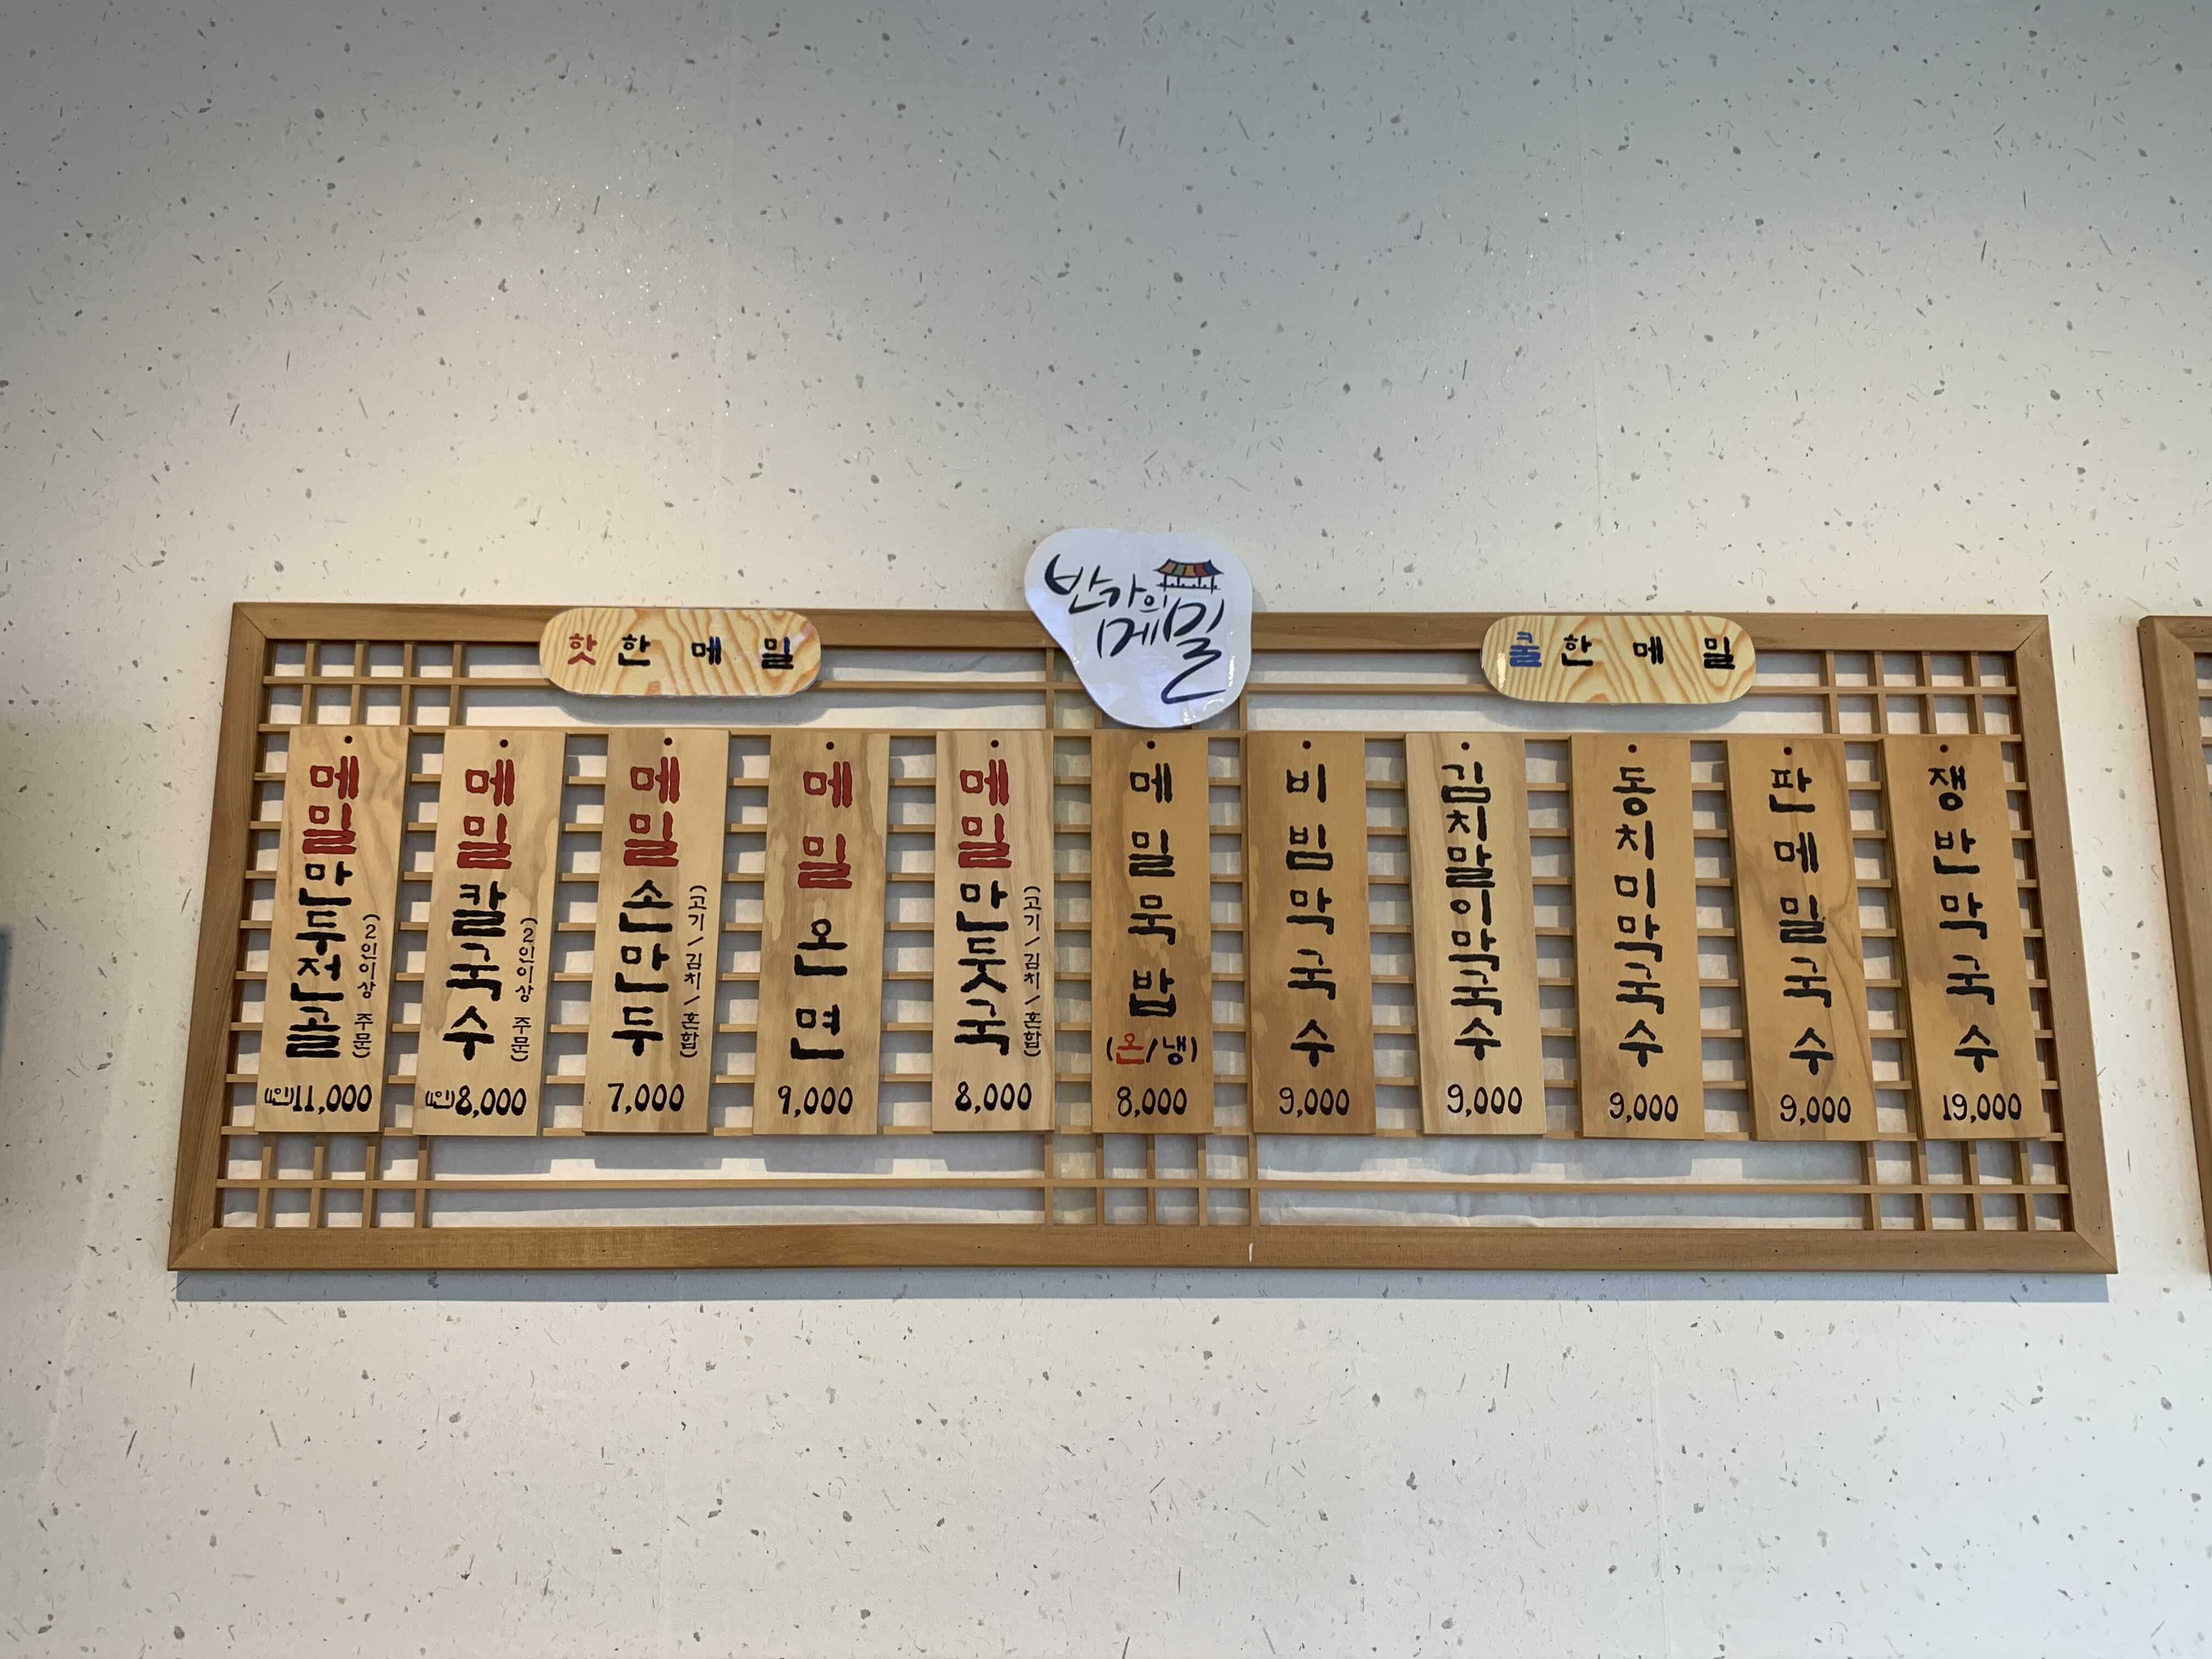 반가의
메밀
핫한메밀
쿨한메밀
메밀만두전골
(2인이상 주문)
(1인)11,000
메밀칼국수
(2인이상 주문)
(1인)8,000
메밀손만두
(고기/김치/혼합)
7,000
메밀온면
9,000
메밀만둣국
(고기/김치/혼합)
8,000
메밀묵밥
(온/냉)
8,000
비빔막국수
9,000
김치말이막국수
9,000
동치미막국수
9,000
판메밀국수
9,000
쟁반막국수
19,000